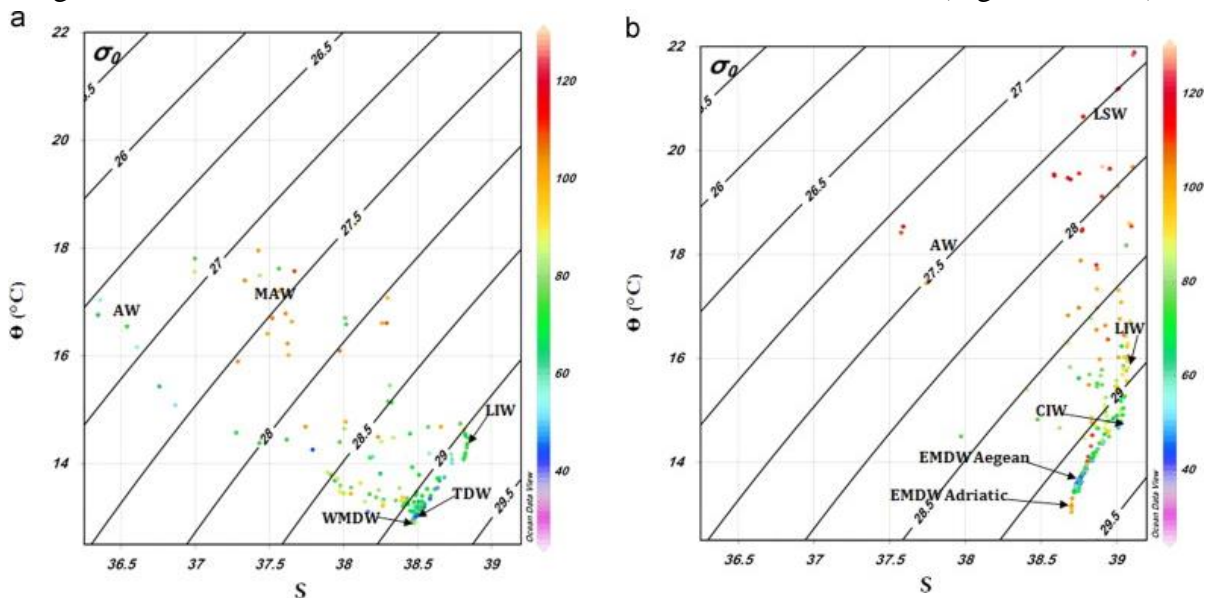 a
σ₀
22
20
18
16
14
36.5
37
37.5
38
38.5
39
Θ (°C)
S
.5
26
26.5
27
27.5
28
28.5
29
29.5
AW
MAW
LIW
TDW
WMDW
120
100
80
60
40
Ocean Data View
b
σ₀
22
20
18
16
14
36.5
37
37.5
38
38.5
39
Θ (°C)
S
.5
26
26.5
27
27.5
28
28.5
29
29.5
LSW
AW
LIW
CIW
EMDW Aegean
EMDW Adriatic
120
100
80
60
40
Ocean Data View